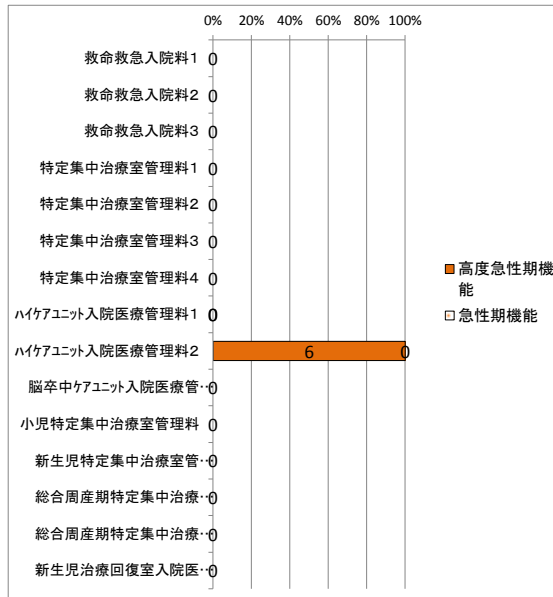 0% 20% 40% 60% 80% 100%
救命救急入院料1 0
救命救急入院料2 0
救命救急入院料3 0
特定集中治療室管理料1 0
特定集中治療室管理料2 0
特定集中治療室管理料3 0
特定集中治療室管理料4 0
ハイケアユニット入院医療管理料1 0
ハイケアユニット入院医療管理料2 6 0
脳卒中ケアユニット入院医療管… 0
小児特定集中治療室管理料 0
新生児特定集中治療室管… 0
総合周産期特定集中治療… 0
総合周産期特定集中治療… 0
新生児治療回復室入院医… 0
高度急性期機
能
急性期機能